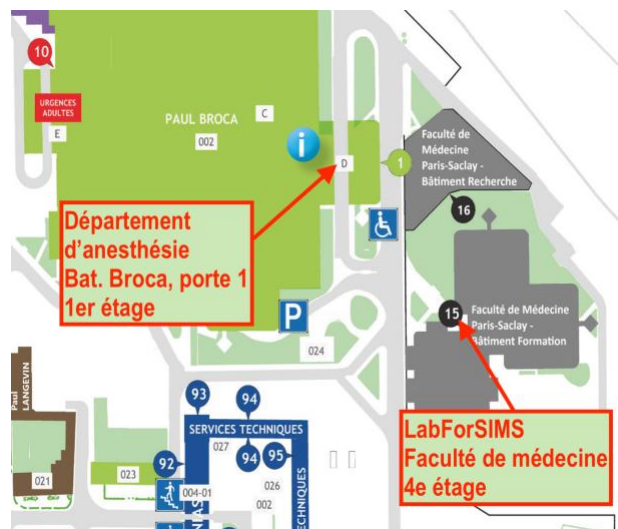 10
URGENCES
ADULTES
E
PAUL BROCA
C
002
i
D
1
Faculté de
Médecine
Paris-Saclay -
Bâtiment Recherche
16
Département
d'anesthésie
Bat. Broca, porte 1
1er étage
P
024
15
Faculté de Médecine
Paris-Saclay -
Bâtiment Formation
LabForSIMS
Faculté de médecine
4e étage
Paul
LANGEVIN
021
023
93
94
SERVICES TECHNIQUES
027
92
94
95
004-01
026
002
TECHNIQUES